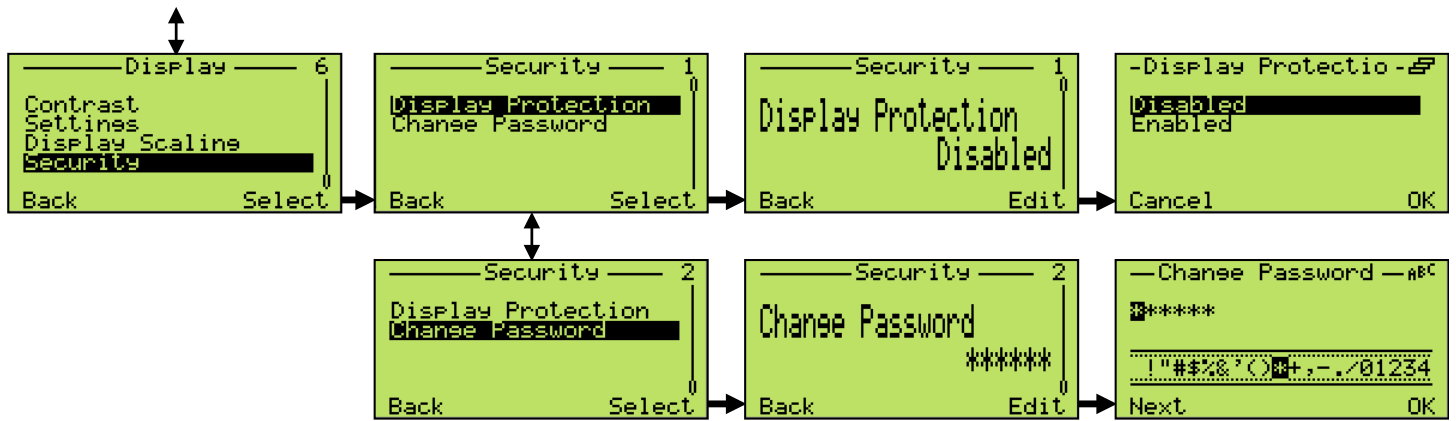 Display 6
Contrast
Settings
Display Scaling
Security
Back Select
Security 1
Display Protection
Change Password
Back Select
Security 1
Display Protection
Disabled
Back Edit
-Display Protectio-
Disabled
Enabled
Cancel OK
Security 2
Display Protection
Change Password
Back Select
Security 2
Change Password
******
Back Edit
Change Password ABC
******
!"#$%&'()*+,-./01234
Next OK